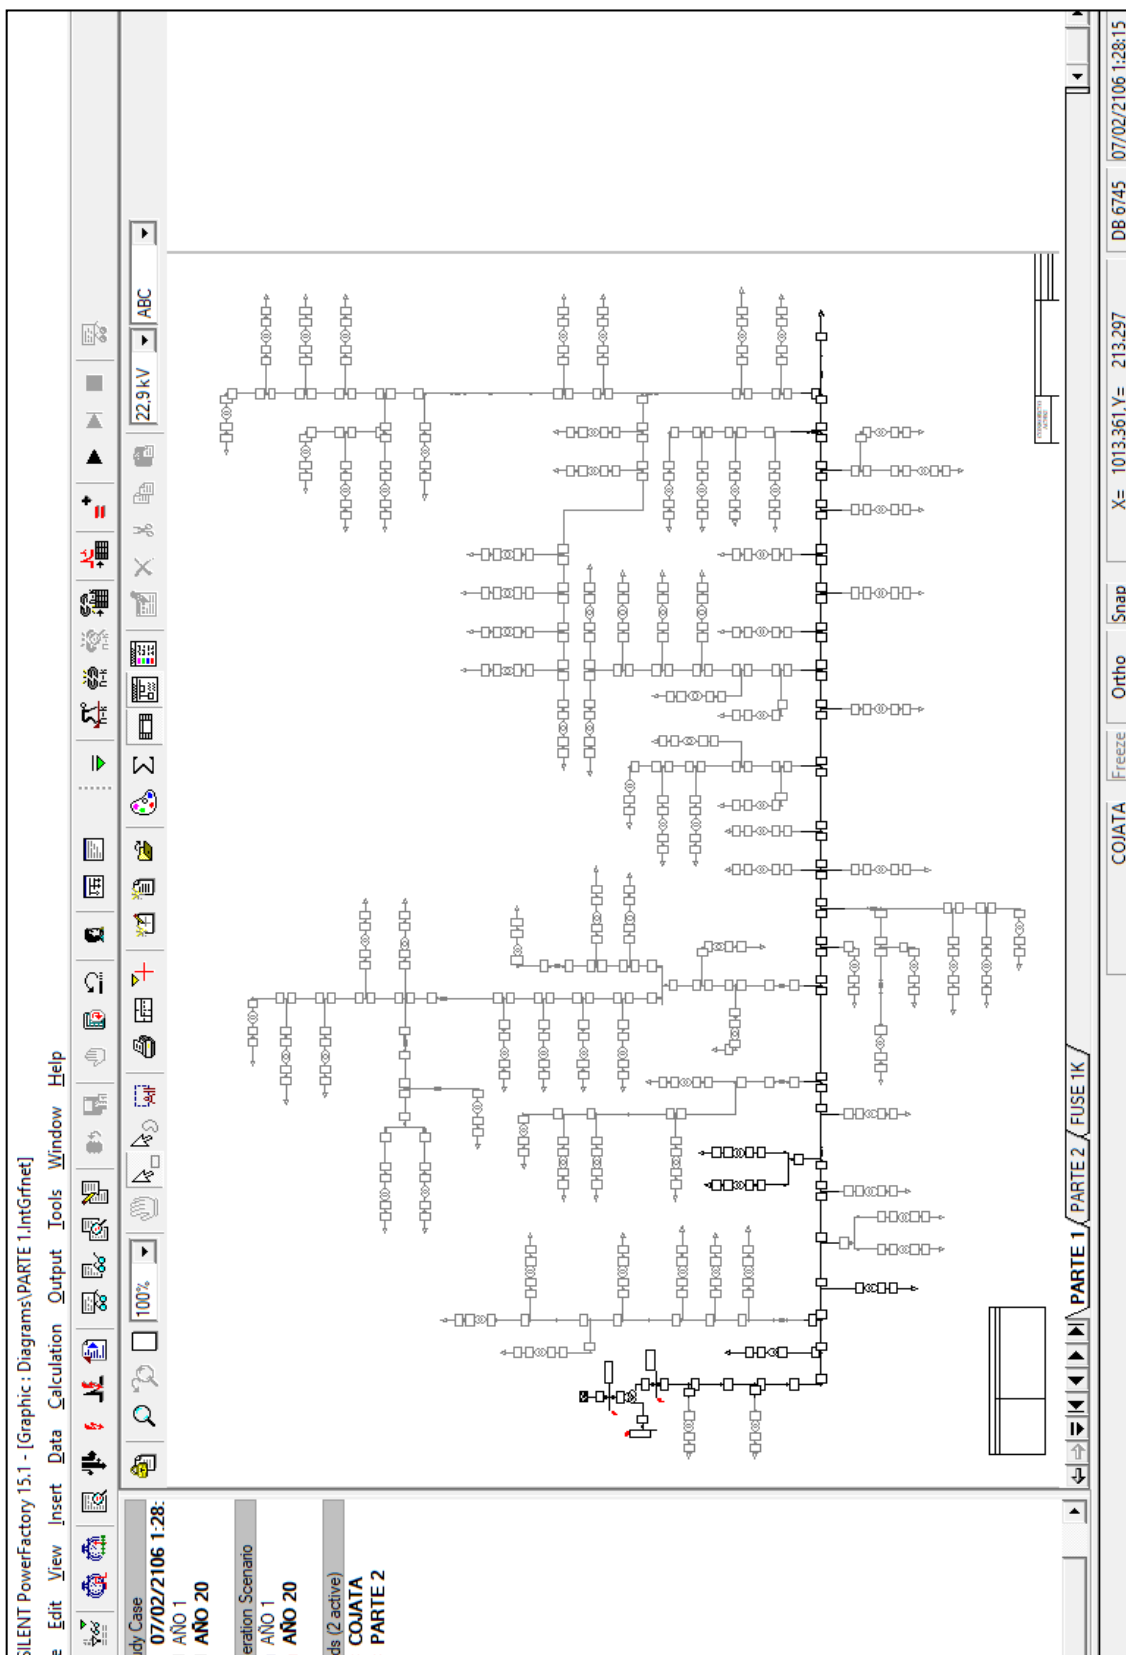 SILENT PowerFactory 15.1 - [Graphic : Diagrams\PARTE 1.IntGrfnet]
e Edit View Insert Data Calculation Output Tools Window Help
100%
22,9 kV
ABC
udy Case
07/02/2106 1:28:
AÑO 1
AÑO 20
eration Scenario
AÑO 1
AÑO 20
ds (2 active)
COJATA
PARTE 2
PARTE 1
PARTE 2
FUSE 1K
COJATA
Freeze
Ortho
Snap
X= 1013.361,Y= 213.297
DB 6745
07/02/2106 1:28:15